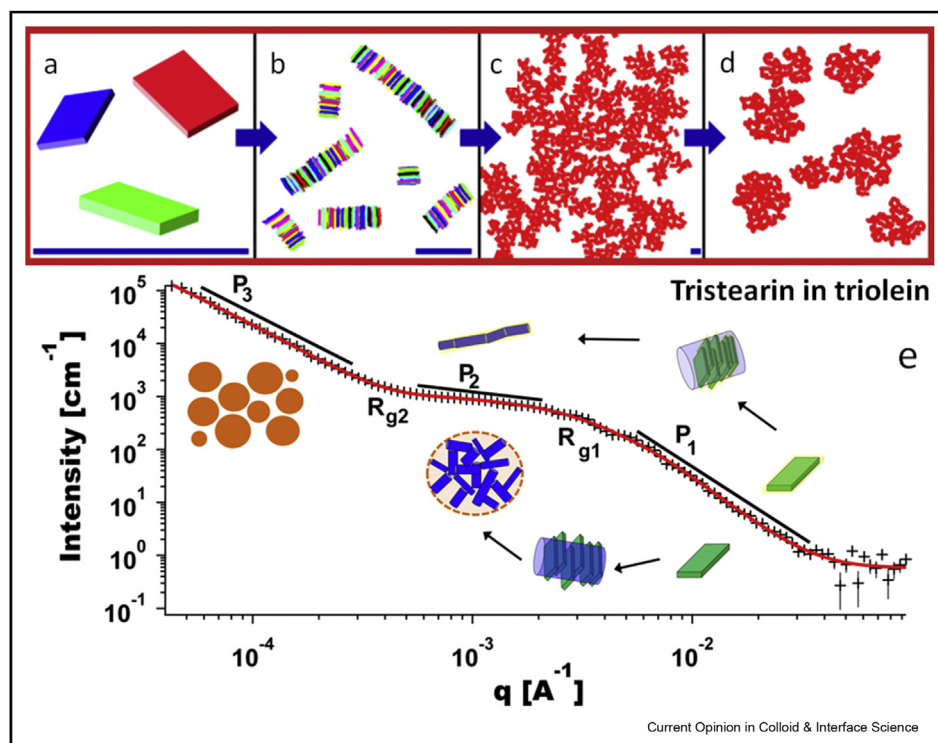 a
b
c
d
Tristearin in triolein
e
P3
P2
P1
Rg2
Rg1
Intensity [cm-1]
10^5
10^4
10^3
10^2
10^1
10^0
10^-1
10^-4
10^-3
10^-2
q [A-1]
Current Opinion in Colloid & Interface Science